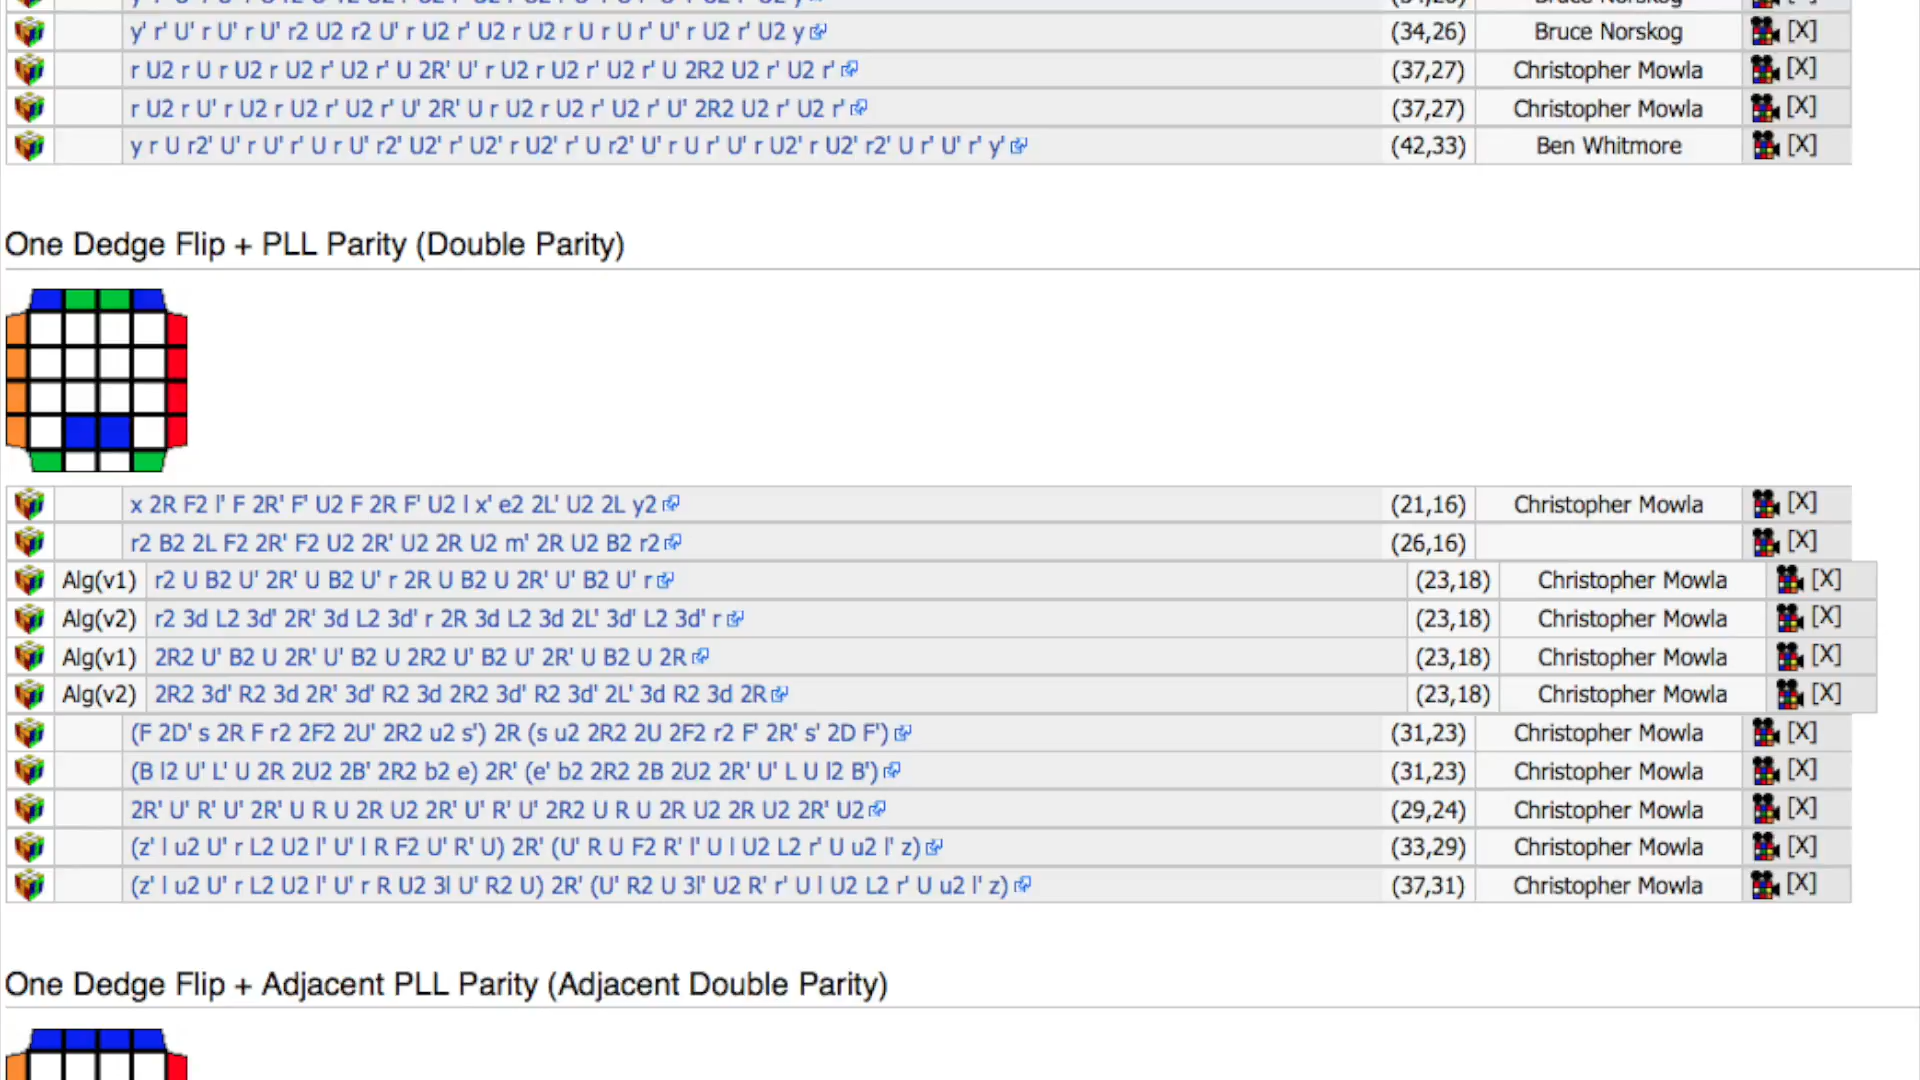 y' r' U' r U' r U' r2 U2 r2 U' r U2 r' U2 r U2 r U r U r' U' r U2 r' U2 y (34,26) Bruce Norskog [X]
r U2 r U r U2 r U2 r' U2 r' U 2R' U' r U2 r U2 r' U2 r' U 2R2 U2 r' U2 r' (37,27) Christopher Mowla [X]
r U2 r U' r U2 r U2 r' U2 r' U' 2R' U r U2 r U2 r' U2 r' U' 2R2 U2 r' U2 r' (37,27) Christopher Mowla [X]
y r U r2' U' r U' r' U r U' r2' U2' r' U2' r U2' r' U r2' U' r U r' U' r U2' r U2' r2' U r' U' r' y' (42,33) Ben Whitmore [X]
One Dedge Flip + PLL Parity (Double Parity)
x 2R F2 l' F 2R' F' U2 F 2R F' U2 l x' e2 2L' U2 2L y2 (21,16) Christopher Mowla [X]
r2 B2 2L F2 2R' F2 U2 2R' U2 2R U2 m' 2R U2 B2 r2 (26,16) [X]
Alg(v1) r2 U B2 U' 2R' U B2 U' r 2R U B2 U 2R' U' B2 U' r (23,18) Christopher Mowla [X]
Alg(v2) r2 3d L2 3d' 2R' 3d L2 3d' r 2R 3d L2 3d 2L' 3d' L2 3d' r (23,18) Christopher Mowla [X]
Alg(v1) 2R2 U' B2 U 2R' U' B2 U 2R2 U' B2 U' 2R' U B2 U 2R (23,18) Christopher Mowla [X]
Alg(v2) 2R2 3d' R2 3d 2R' 3d' R2 3d 2R2 3d' R2 3d' 2L' 3d R2 3d 2R (23,18) Christopher Mowla [X]
(F 2D' s 2R F r2 2F2 2U' 2R2 u2 s') 2R (s u2 2R2 2U 2F2 r2 F' 2R' s' 2D F') (31,23) Christopher Mowla [X]
(B l2 U' L' U 2R 2U2 2B' 2R2 b2 e) 2R' (e' b2 2R2 2B 2U2 2R' U' L U l2 B') (31,23) Christopher Mowla [X]
2R' U' R' U' 2R' U R U 2R U2 2R' U' R' U' 2R2 U R U 2R U2 2R U2 2R' U2 (29,24) Christopher Mowla [X]
(z' l u2 U' r L2 U2 l' U' l R F2 U' R' U) 2R' (U' R U F2 R' l' U l U2 L2 r' U u2 l' z) (33,29) Christopher Mowla [X]
(z' l u2 U' r L2 U2 l' U' r R U2 3l U' R2 U) 2R' (U' R2 U 3l' U2 R' r' U l U2 L2 r' U u2 l' z) (37,31) Christopher Mowla [X]
One Dedge Flip + Adjacent PLL Parity (Adjacent Double Parity)